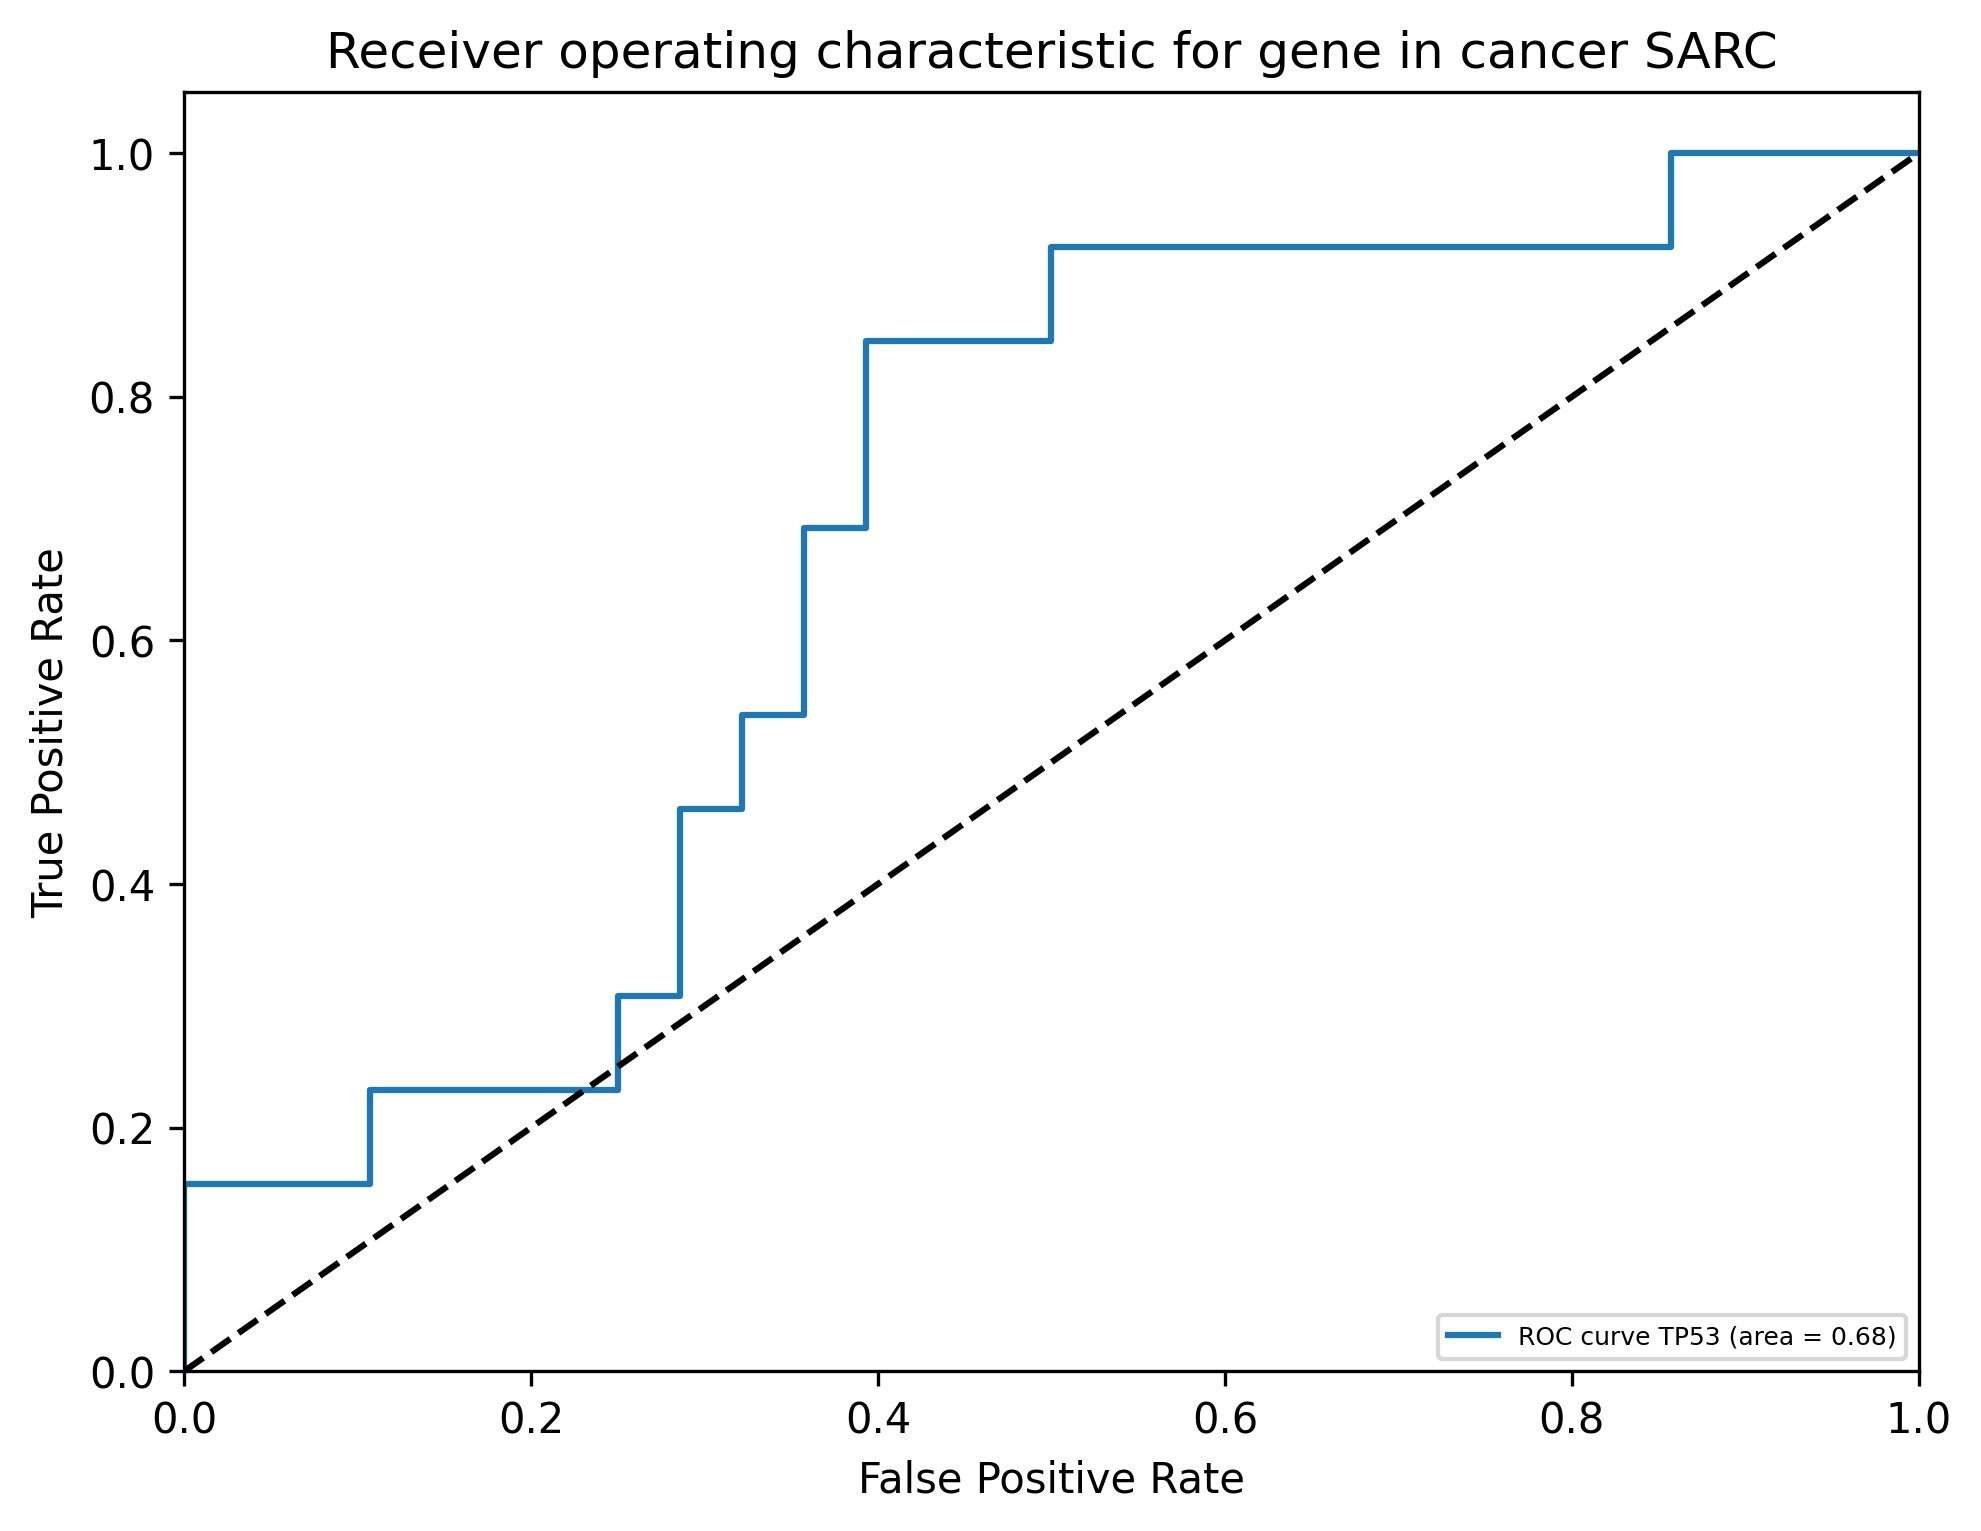 Receiver operating characteristic for gene in cancer SARC
True Positive Rate
1.0
0.8
0.6
0.4
0.2
0.0
ROC curve TP53 (area = 0.68)
0.0 0.2 0.4 0.6 0.8 1.0
False Positive Rate